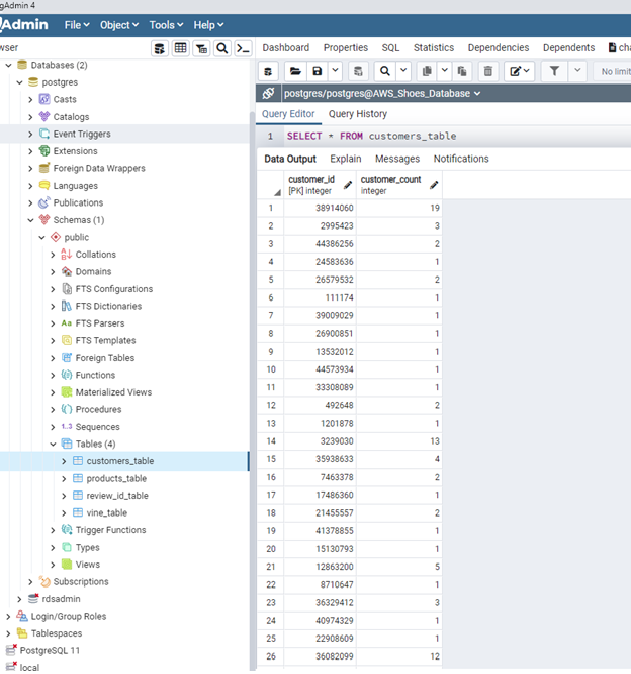 gAdmin 4
Admin File Object Tools Help
wser
Dashboard Properties SQL Statistics Dependencies Dependents cha
Databases (2)
postgres
Casts
Catalogs
Event Triggers
Extensions
Foreign Data Wrappers
Languages
Publications
Schemas (1)
public
Collations
Domains
FTS Configurations
FTS Dictionaries
Aa FTS Parsers
FTS Templates
Foreign Tables
Functions
Materialized Views
Procedures
1..3 Sequences
Tables (4)
customers_table
products_table
review_id_table
vine_table
Trigger Functions
Types
Views
Subscriptions
rdsadmin
Login/Group Roles
Tablespaces
PostgreSQL 11
local
No limit
postgres/postgres@AWS_Shoes_Database
Query Editor Query History
1 SELECT * FROM customers_table
Data Output Explain Messages Notifications
customer_id customer_count
[PK] integer integer
1 38914060 19
2 2995423 3
3 44386256 2
4 24583636 1
5 26579532 2
6 111174 1
7 39009029 1
8 26900851 1
9 13532012 1
10 44573934 1
11 33308089 1
12 492648 2
13 1201878 1
14 3239030 13
15 35938633 4
16 7463378 2
17 17486360 1
18 21455557 2
19 41378855 1
20 15130793 1
21 12863200 5
22 8710647 1
23 36329412 3
24 40974329 1
25 22908609 1
26 36082099 12